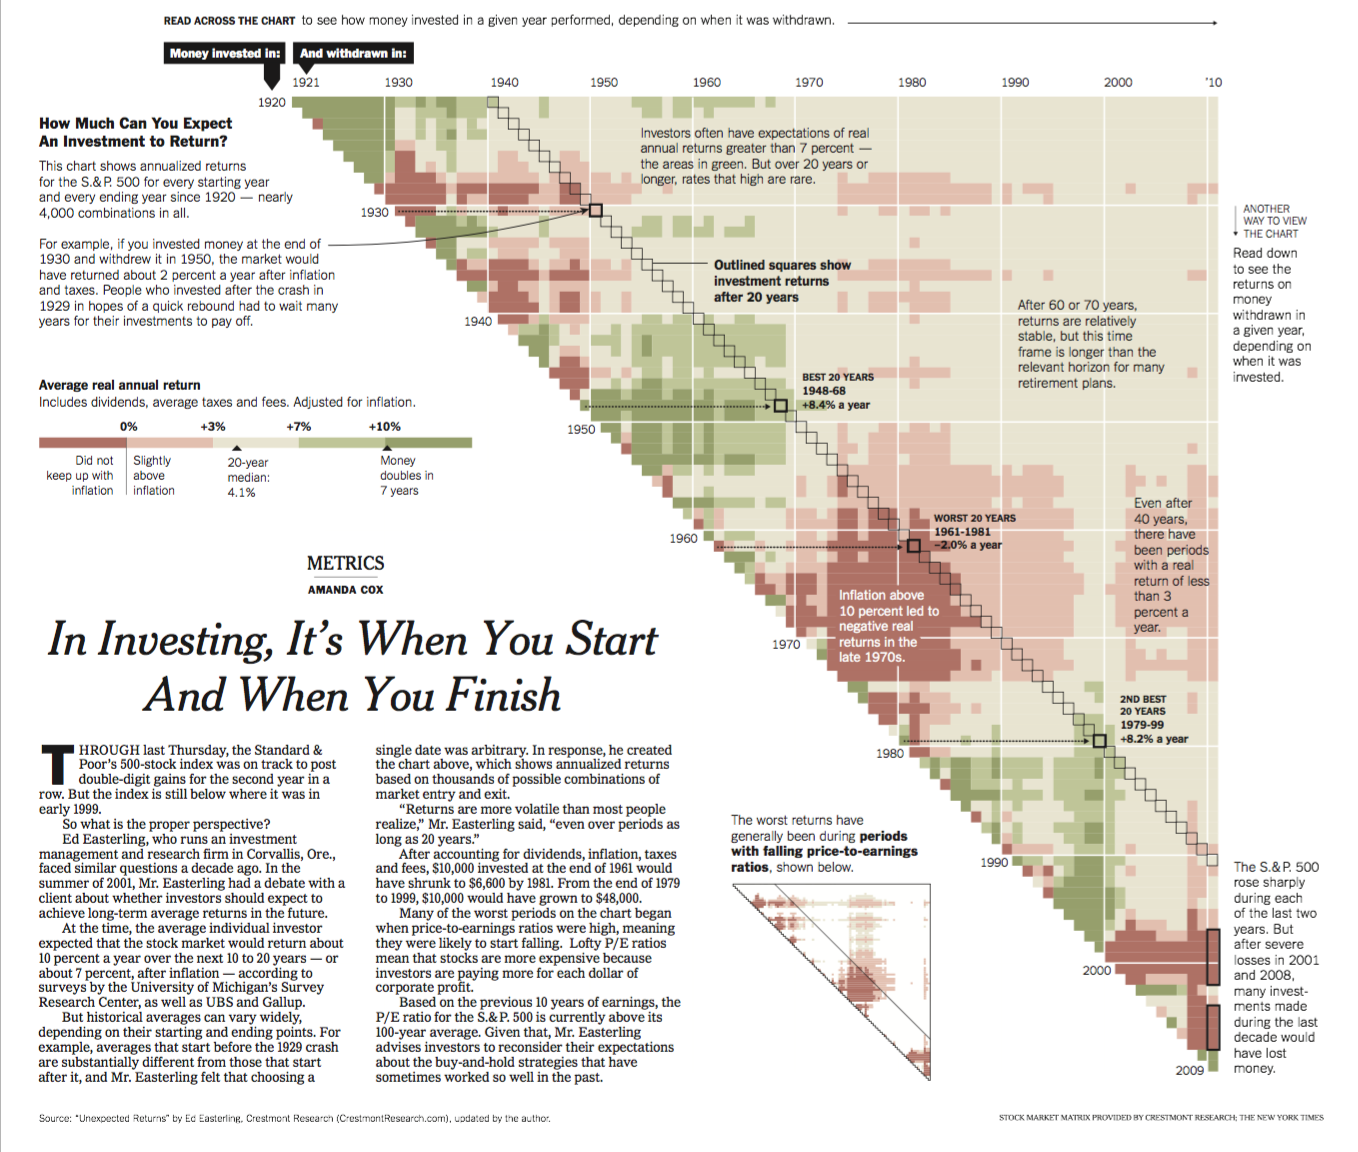 READ ACROSS THE CHART to see how money invested in a given year performed, depending on when it was withdrawn.
Money invested in:
And withdrawn in:
1921
1930
1940
1950
1960
1970
1980
1990
2000
'10
1920
How Much Can You Expect
An Investment to Return?
This chart shows annualized returns
for the S.&P. 500 for every starting year
and every ending year since 1920 — nearly
4,000 combinations in all.
For example, if you invested money at the end of
1930 and withdrew it in 1950, the market would
have returned about 2 percent a year after inflation
and taxes. People who invested after the crash in
1929 in hopes of a quick rebound had to wait many
years for their investments to pay off.
Investors often have expectations of real
annual returns greater than 7 percent —
the areas in green. But over 20 years or
longer, rates that high are rare.
1930
ANOTHER
WAY TO VIEW
THE CHART
Read down
to see the
returns on
money
withdrawn in
a given year,
depending on
when it was
invested.
Outlined squares show
investment returns
after 20 years
After 60 or 70 years,
returns are relatively
stable, but this time
frame is longer than the
relevant horizon for many
retirement plans.
1940
Average real annual return
Includes dividends, average taxes and fees. Adjusted for inflation.
0%
+3%
+7%
+10%
Did not
keep up with
inflation
Slightly
above
inflation
20-year
median:
4.1%
Money
doubles in
7 years
BEST 20 YEARS
1948-68
+8.4% a year
1950
WORST 20 YEARS
1961-1981
–2.0% a year
1960
Even after
40 years,
there have
been periods
with a real
return of less
than 3
percent a
year.
Inflation above
10 percent led to
negative real
returns in the
late 1970s.
1970
2ND BEST
20 YEARS
1979-99
+8.2% a year
1980
METRICS
AMANDA COX
In Investing, It's When You Start
And When You Finish
THROUGH last Thursday, the Standard &
Poor's 500-stock index was on track to post
double-digit gains for the second year in a
row. But the index is still below where it was in
early 1999.
So what is the proper perspective?
Ed Easterling, who runs an investment
management and research firm in Corvallis, Ore.,
faced similar questions a decade ago. In the
summer of 2001, Mr. Easterling had a debate with a
client about whether investors should expect to
achieve long-term average returns in the future.
At the time, the average individual investor
expected that the stock market would return about
10 percent a year over the next 10 to 20 years — or
about 7 percent, after inflation — according to
surveys by the University of Michigan's Survey
Research Center, as well as UBS and Gallup.
But historical averages can vary widely,
depending on their starting and ending points. For
example, averages that start before the 1929 crash
are substantially different from those that start
after it, and Mr. Easterling felt that choosing a
single date was arbitrary. In response, he created
the chart above, which shows annualized returns
based on thousands of possible combinations of
market entry and exit.
"Returns are more volatile than most people
realize," Mr. Easterling said, "even over periods as
long as 20 years."
After accounting for dividends, inflation, taxes
and fees, $10,000 invested at the end of 1961 would
have shrunk to $6,600 by 1981. From the end of 1979
to 1999, $10,000 would have grown to $48,000.
Many of the worst periods on the chart began
when price-to-earnings ratios were high, meaning
they were likely to start falling. Lofty P/E ratios
mean that stocks are more expensive because
investors are paying more for each dollar of
corporate profit.
Based on the previous 10 years of earnings, the
P/E ratio for the S.&P. 500 is currently above its
100-year average. Given that, Mr. Easterling
advises investors to reconsider their expectations
about the buy-and-hold strategies that have
sometimes worked so well in the past.
The worst returns have
generally been during periods
with falling price-to-earnings
ratios, shown below.
1990
2000
2009
The S.&P. 500
rose sharply
during each
of the last two
years. But
after severe
losses in 2001
and 2008,
many invest-
ments made
during the last
decade would
have lost
money.
Source: "Unexpected Returns" by Ed Easterling, Crestmont Research (CrestmontResearch.com), updated by the author.
STOCK MARKET MATRIX PROVIDED BY CRESTMONT RESEARCH; THE NEW YORK TIMES